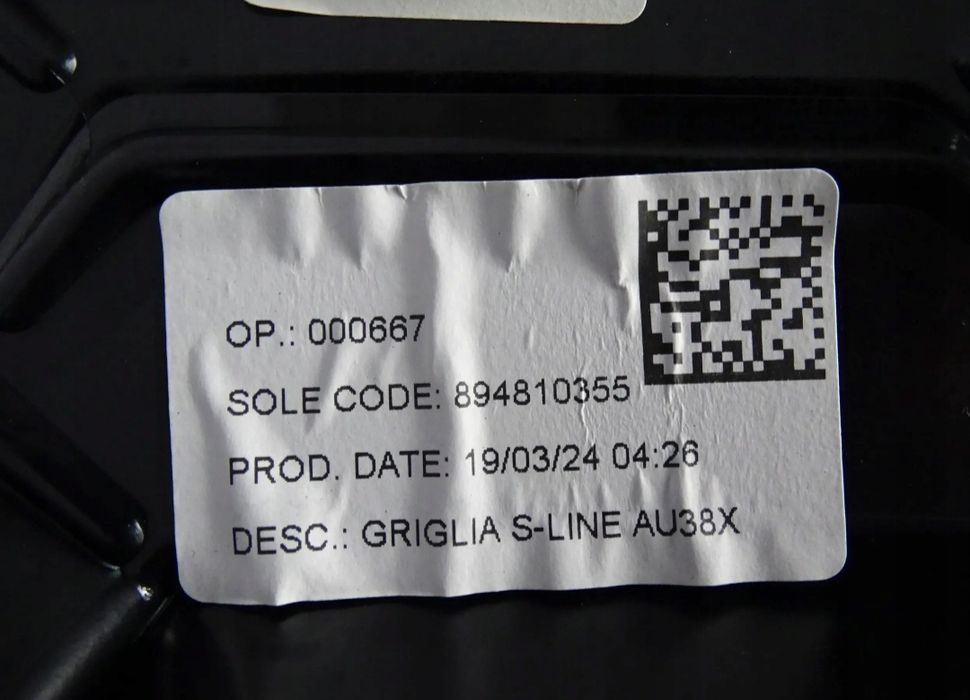 OP.: 000667
SOLE CODE: 894810355
PROD. DATE: 19/03/24 04:26
DESC.: GRIGLIA S-LINE AU38X